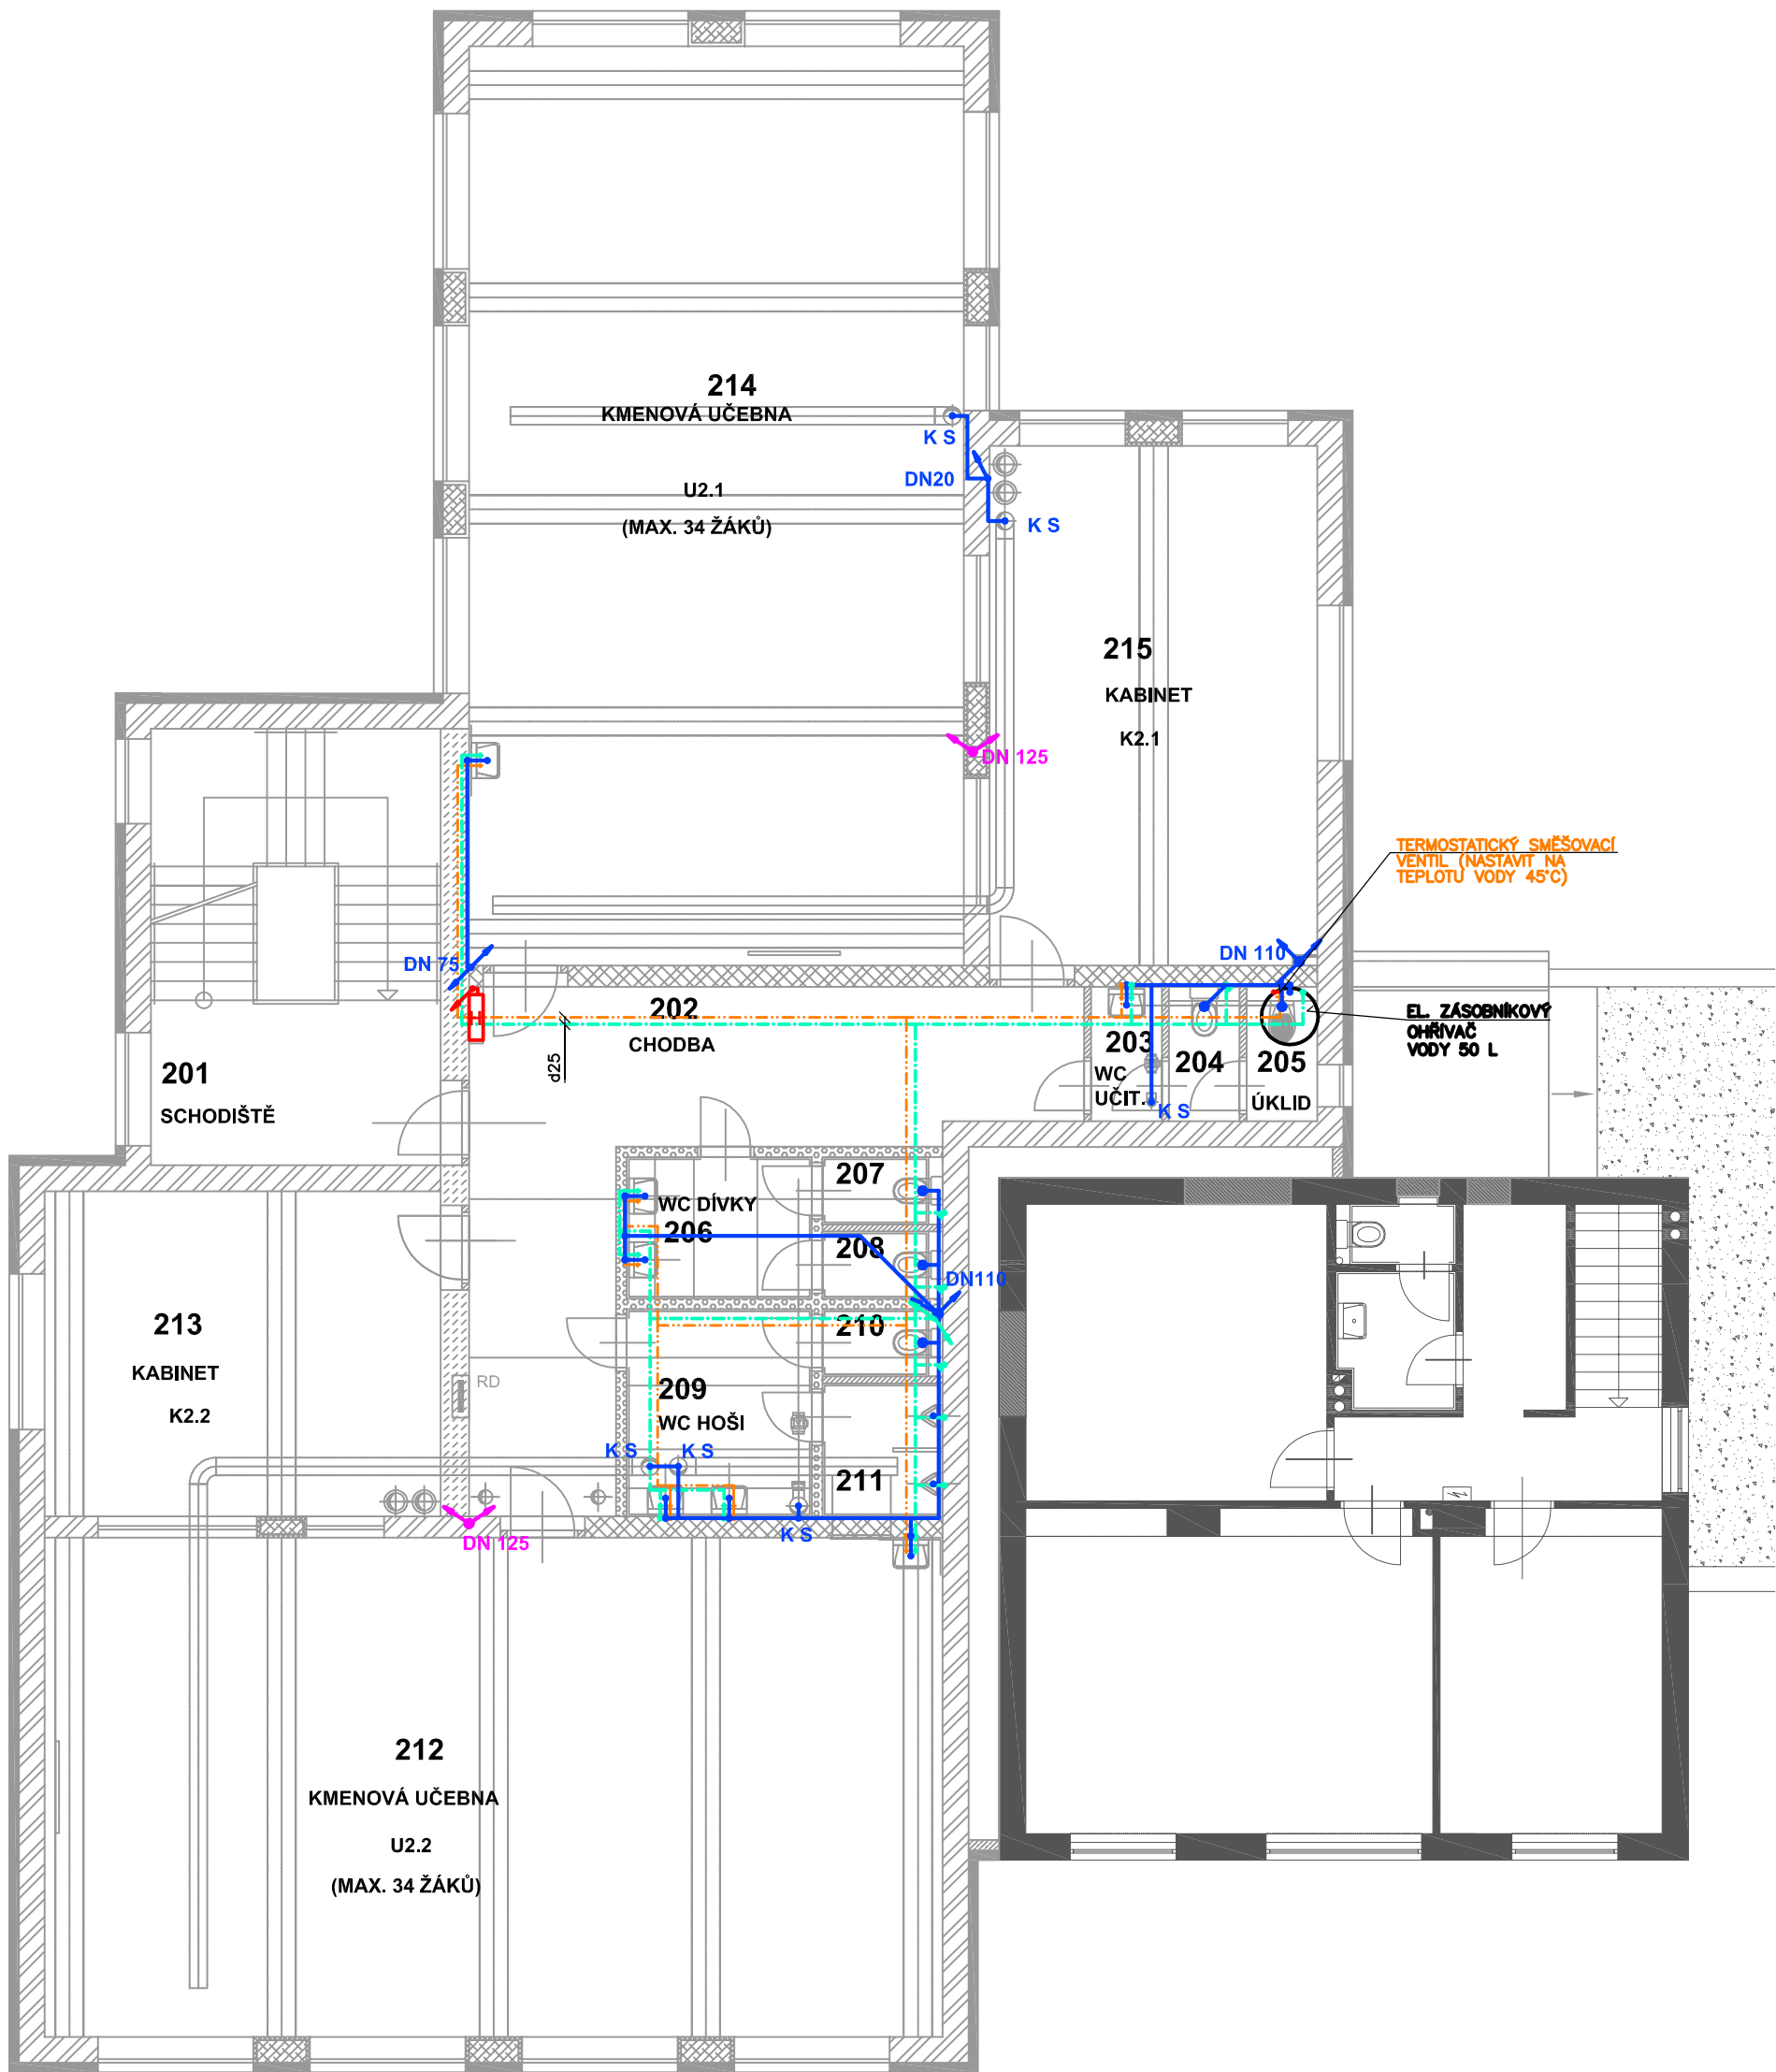 214
KMENOVÁ UČEBNA
K S
DN20
U2.1
(MAX. 34 ŽÁKŮ)
K S
215
KABINET
K2.1
DN 125
TERMOSTATICKÝ SMĚŠOVACÍ
VENTIL (NASTAVIT NA
TEPLOTU VODY 45°C)
DN 75
DN 110
202
CHODBA
d25
EL. ZÁSOBNÍKOVÝ
OHŘÍVAČ
VODY 50 L
203
WC
UČIT.
K S
204
205
ÚKLID
201
SCHODIŠTĚ
207
WC DÍVKY
206
208
DN110
210
213
KABINET
K2.2
RD
209
WC HOŠI
K S
K S
211
K S
DN 125
212
KMENOVÁ UČEBNA
U2.2
(MAX. 34 ŽÁKŮ)
H